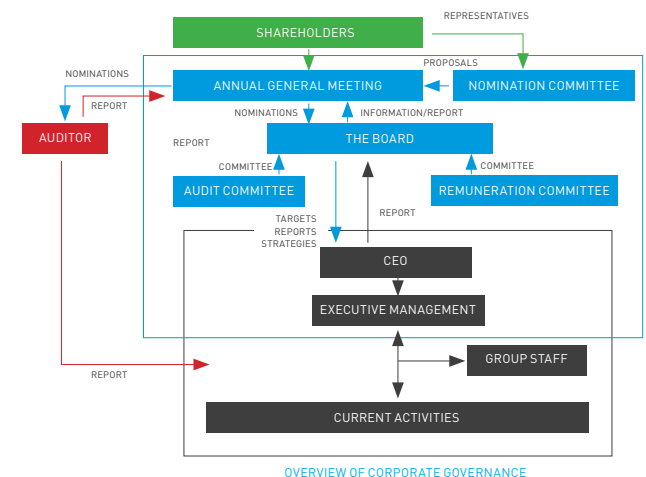 REPRESENTATIVES
SHAREHOLDERS
PROPOSALS
NOMINATIONS
ANNUAL GENERAL MEETING
NOMINATION COMMITTEE
REPORT
NOMINATIONS
INFORMATION/REPORT
AUDITOR
REPORT
THE BOARD
COMMITTEE
COMMITTEE
AUDIT COMMITTEE
REMUNERATION COMMITTEE
REPORT
TARGETS
REPORTS
STRATEGIES
CEO
EXECUTIVE MANAGEMENT
GROUP STAFF
REPORT
CURRENT ACTIVITIES
OVERVIEW OF CORPORATE GOVERNANCE